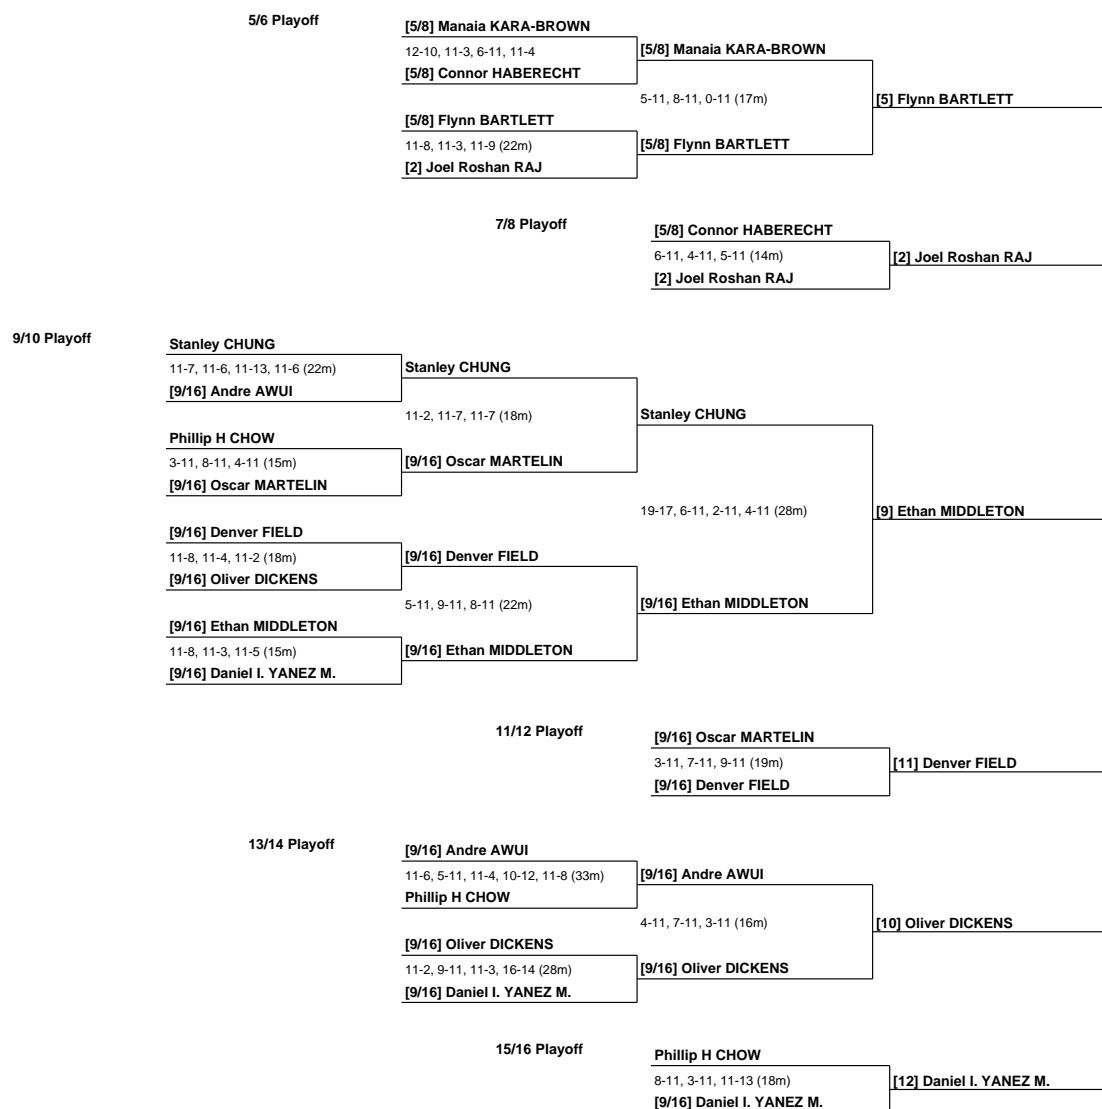 5/6 Playoff
[5/8] Manaia KARA-BROWN
12-10, 11-3, 6-11, 11-4
[5/8] Manaia KARA-BROWN
[5/8] Connor HABERECHT
5-11, 8-11, 0-11 (17m)
[5] Flynn BARTLETT
[5/8] Flynn BARTLETT
11-8, 11-3, 11-9 (22m)
[5/8] Flynn BARTLETT
[2] Joel Roshan RAJ
7/8 Playoff
[5/8] Connor HABERECHT
6-11, 4-11, 5-11 (14m)
[2] Joel Roshan RAJ
[2] Joel Roshan RAJ
9/10 Playoff
Stanley CHUNG
11-7, 11-6, 11-13, 11-6 (22m)
Stanley CHUNG
[9/16] Andre AWUI
11-2, 11-7, 11-7 (18m)
Stanley CHUNG
Phillip H CHOW
3-11, 8-11, 4-11 (15m)
[9/16] Oscar MARTELIN
[9/16] Oscar MARTELIN
19-17, 6-11, 2-11, 4-11 (28m)
[9] Ethan MIDDLETON
[9/16] Denver FIELD
11-8, 11-4, 11-2 (18m)
[9/16] Denver FIELD
[9/16] Oliver DICKENS
5-11, 9-11, 8-11 (22m)
[9/16] Ethan MIDDLETON
[9/16] Ethan MIDDLETON
11-8, 11-3, 11-5 (15m)
[9/16] Ethan MIDDLETON
[9/16] Daniel I. YANEZ M.
11/12 Playoff
[9/16] Oscar MARTELIN
3-11, 7-11, 9-11 (19m)
[11] Denver FIELD
[9/16] Denver FIELD
13/14 Playoff
[9/16] Andre AWUI
11-6, 5-11, 11-4, 10-12, 11-8 (33m)
[9/16] Andre AWUI
Phillip H CHOW
4-11, 7-11, 3-11 (16m)
[10] Oliver DICKENS
[9/16] Oliver DICKENS
11-2, 9-11, 11-3, 16-14 (28m)
[9/16] Oliver DICKENS
[9/16] Daniel I. YANEZ M.
15/16 Playoff
Phillip H CHOW
8-11, 3-11, 11-13 (18m)
[12] Daniel I. YANEZ M.
[9/16] Daniel I. YANEZ M.